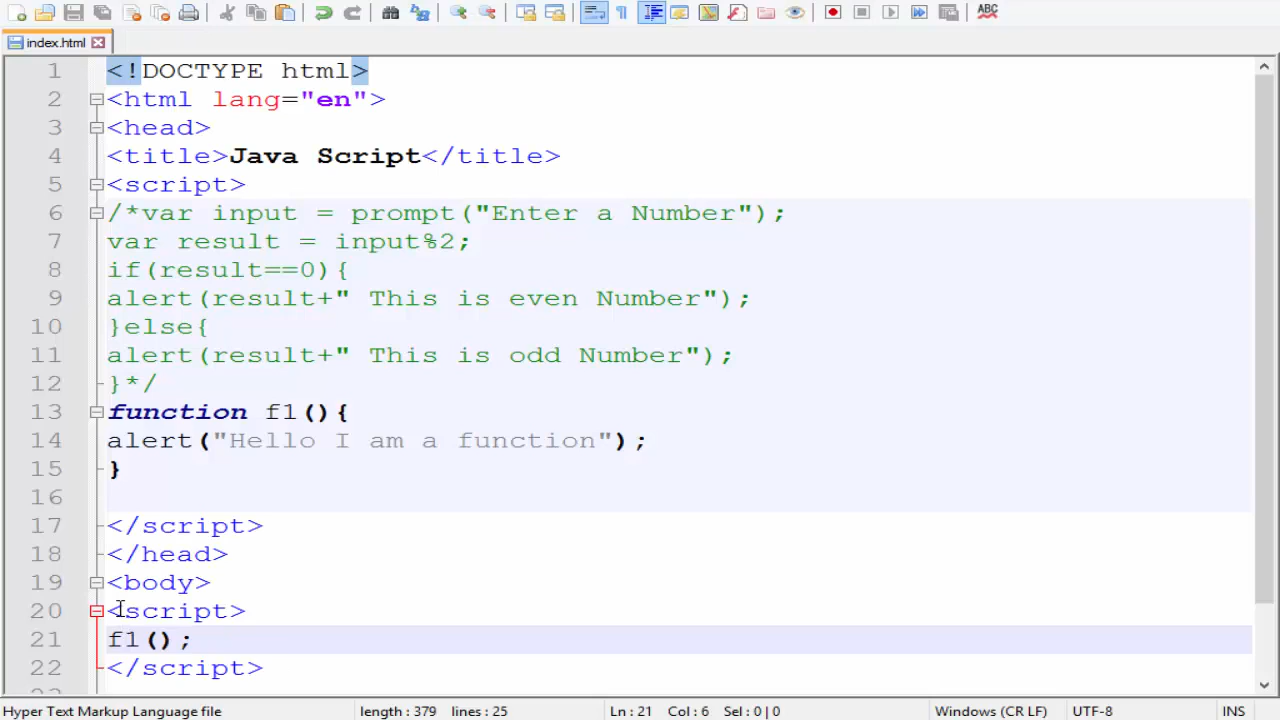 ABC
index.html
1 <!DOCTYPE html>
2 <html lang="en">
3 <head>
4 <title>Java Script</title>
5 <script>
6 /*var input = prompt("Enter a Number");
7 var result = input%2;
8 if(result==0){
9 alert(result+" This is even Number");
10 }else{
11 alert(result+" This is odd Number");
12 }*/
13 function f1(){
14 alert("Hello I am a function");
15 }
16
17 </script>
18 </head>
19 <body>
20 <script>
21 f1();
22 </script>
Hyper Text Markup Language file length : 379 lines : 25 Ln : 21 Col : 6 Sel : 0 | 0 Windows (CR LF) UTF-8 INS